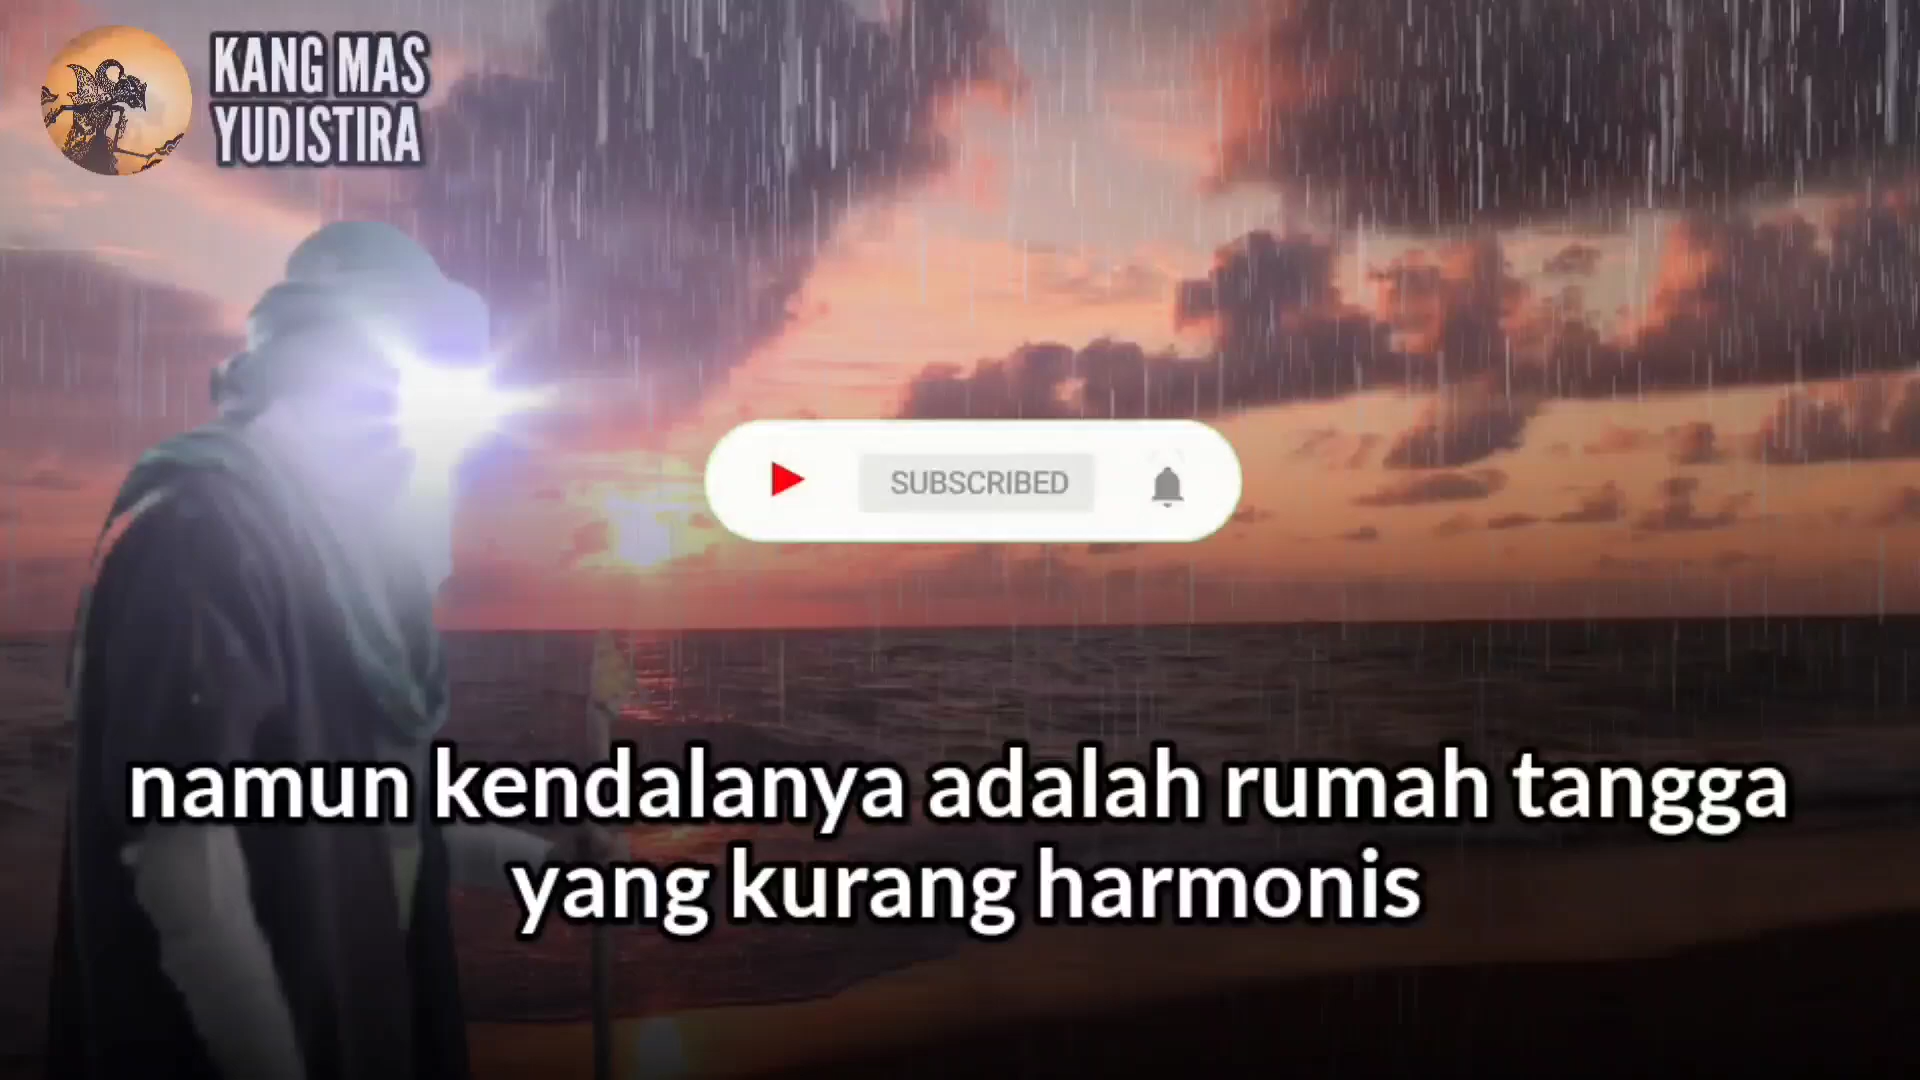 KANG MAS
YUDISTIRA
SUBSCRIBED
namun kendalanya adalah rumah tangga
yang kurang harmonis